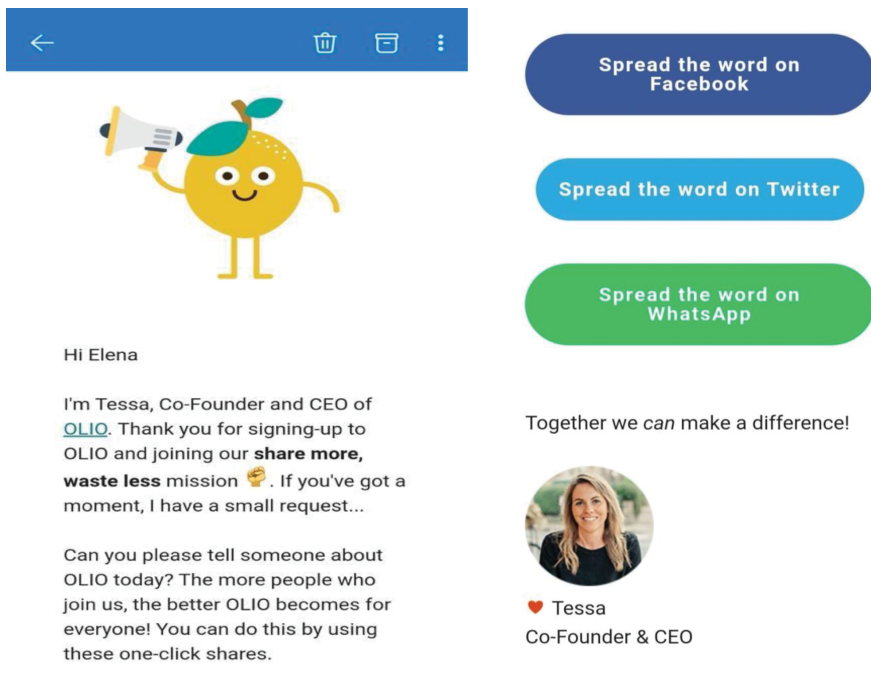 Hi Elena
I'm Tessa, Co-Founder and CEO of
OLIO. Thank you for signing-up to
OLIO and joining our share more,
waste less mission ✊. If you've got a
moment, I have a small request...
Can you please tell someone about
OLIO today? The more people who
join us, the better OLIO becomes for
everyone! You can do this by using
these one-click shares.
Spread the word on
Facebook
Spread the word on Twitter
Spread the word on
WhatsApp
Together we can make a difference!
♥ Tessa
Co-Founder & CEO